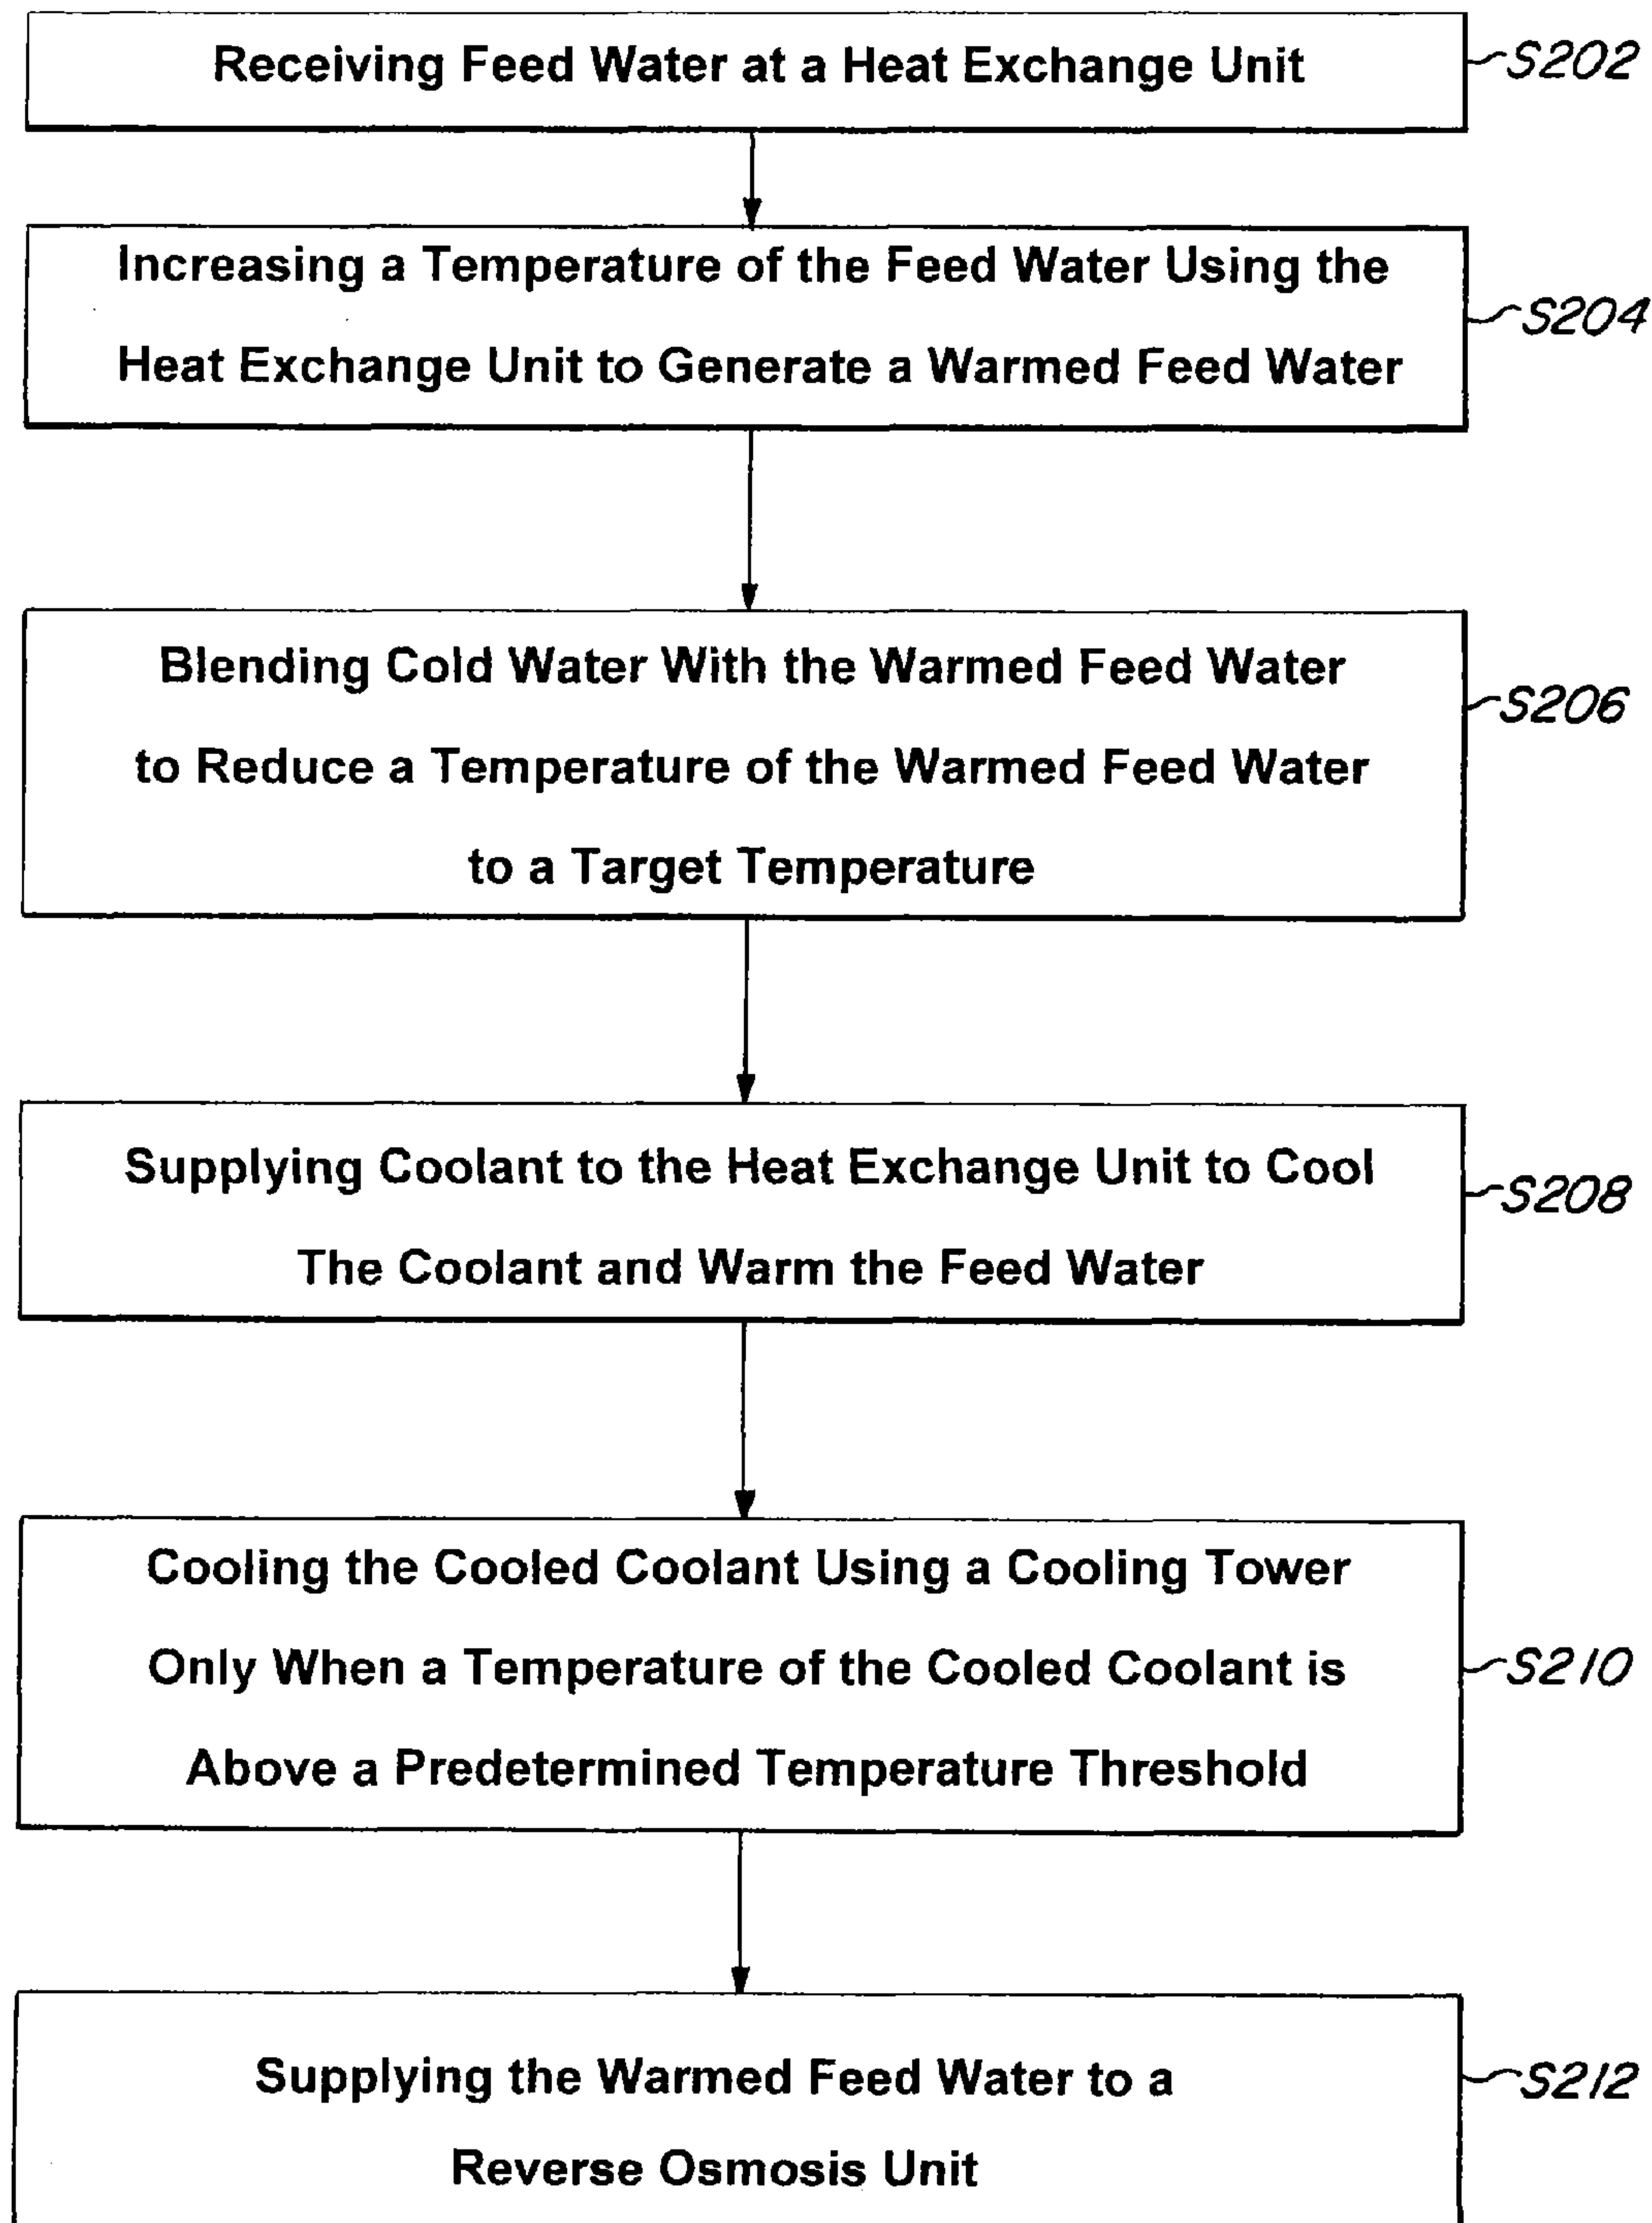 Receiving Feed Water at a Heat Exchange Unit
S202
Increasing a Temperature of the Feed Water Using the
Heat Exchange Unit to Generate a Warmed Feed Water
S204
Blending Cold Water With the Warmed Feed Water
to Reduce a Temperature of the Warmed Feed Water
to a Target Temperature
S206
Supplying Coolant to the Heat Exchange Unit to Cool
The Coolant and Warm the Feed Water
S208
Cooling the Cooled Coolant Using a Cooling Tower
Only When a Temperature of the Cooled Coolant is
Above a Predetermined Temperature Threshold
S210
Supplying the Warmed Feed Water to a
Reverse Osmosis Unit
S212